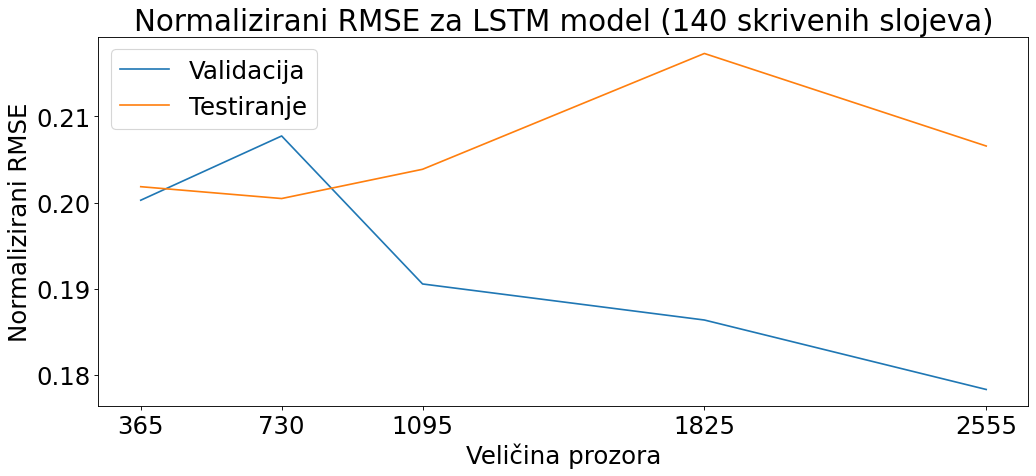 Normalizirani RMSE za LSTM model (140 skrivenih slojeva)
Validacija
Testiranje
Normalizirani RMSE
0.21
0.20
0.19
0.18
365 730 1095 1825 2555
Veličina prozora